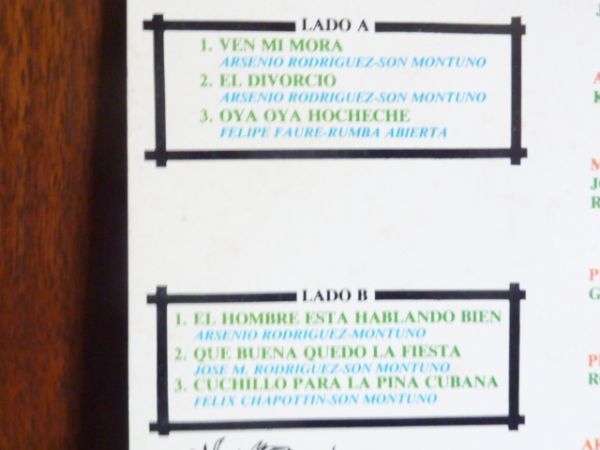 LADO A
1. VEN MI MORA
ARSENIO RODRIGUEZ-SON MONTUNO
2. EL DIVORCIO
ARSENIO RODRIGUEZ-SON MONTUNO
3. OYA OYA HOCHECHE
FELIPE FAURE-RUMBA ABIERTA
LADO B
1. EL HOMBRE ESTA HABLANDO BIEN
ARSENIO RODRIGUEZ-MONTUNO
2. QUE BUENA QUEDO LA FIESTA
JOSE M. RODRIGUEZ-SON MONTUNO
3. CUCHILLO PARA LA PINA CUBANA
FELIX CHAPOTTIN-SON MONTUNO